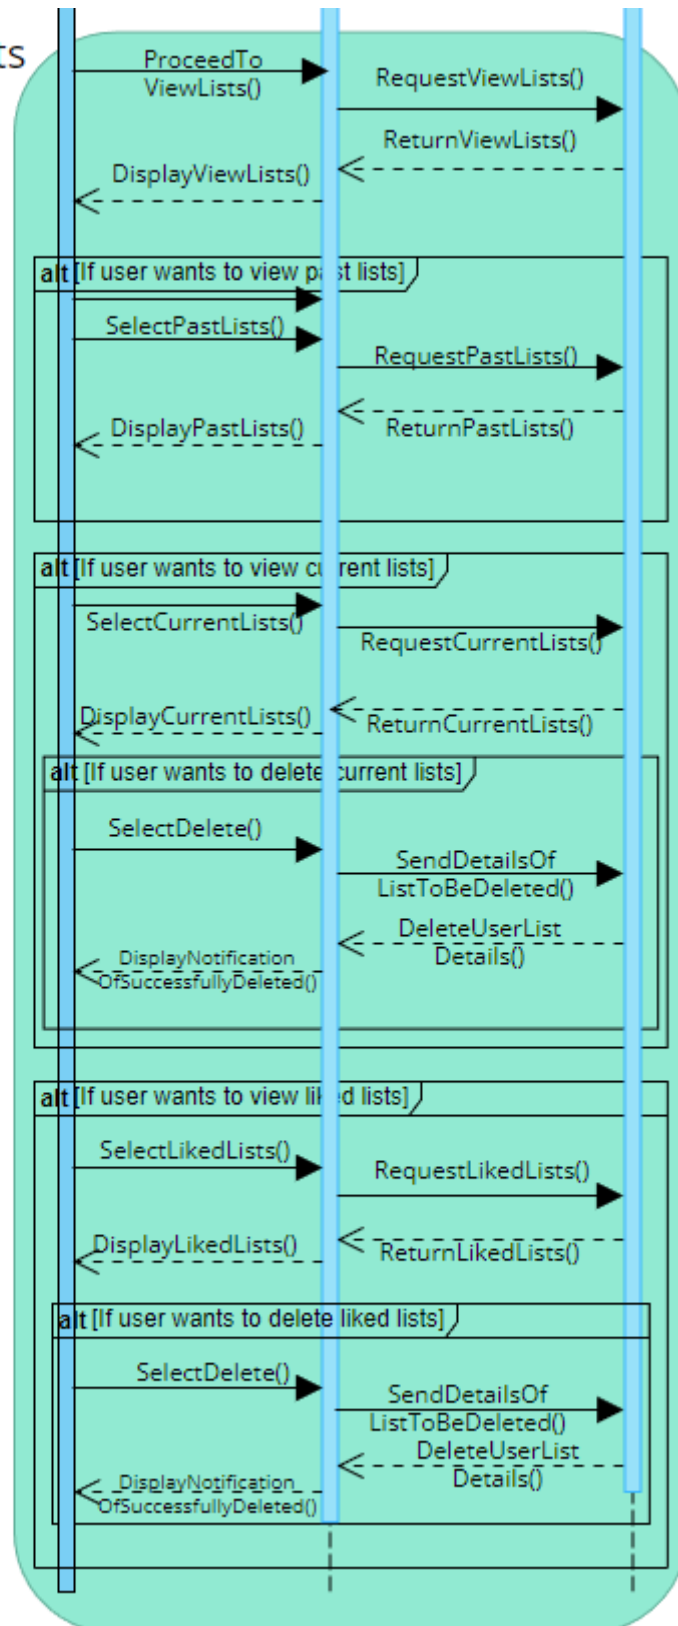 ts
ProceedTo
ViewLists()
RequestViewLists()
ReturnViewLists()
DisplayViewLists()
alt [If user wants to view past lists]
SelectPastLists()
RequestPastLists()
ReturnPastLists()
DisplayPastLists()
alt [If user wants to view current lists]
SelectCurrentLists()
RequestCurrentLists()
ReturnCurrentLists()
DisplayCurrentLists()
alt [If user wants to delete current lists]
SelectDelete()
SendDetailsOf
ListToBeDeleted()
DeleteUserList
Details()
DisplayNotification
OfSuccessfullyDeleted()
alt [If user wants to view liked lists]
SelectLikedLists()
RequestLikedLists()
ReturnLikedLists()
DisplayLikedLists()
alt [If user wants to delete liked lists]
SelectDelete()
SendDetailsOf
ListToBeDeleted()
DeleteUserList
Details()
DisplayNotification
OfSuccessfullyDeleted()